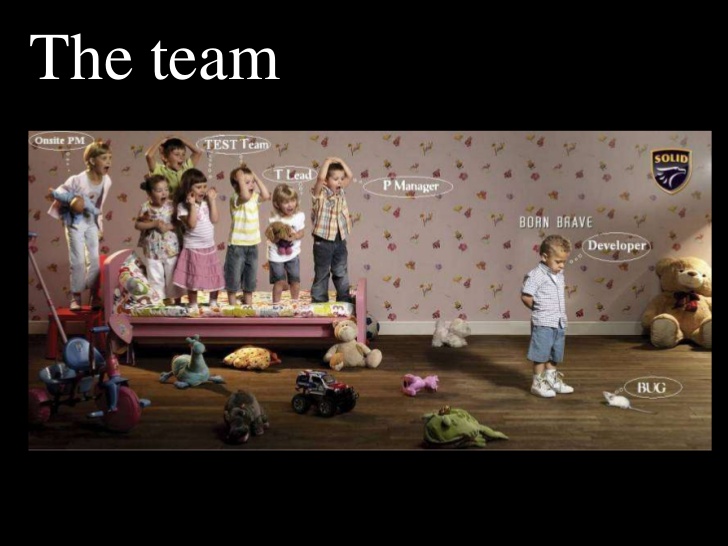 The team
Onsite PM
TEST Team
T Lead
P Manager
SOLID
BORN BRAVE
Developer
BUG